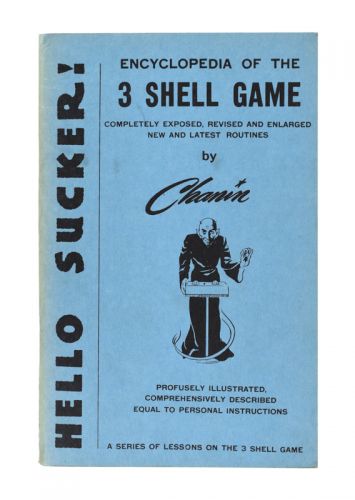 HELLO SUCKER!
ENCYCLOPEDIA OF THE
3 SHELL GAME
COMPLETELY EXPOSED, REVISED AND ENLARGED
NEW AND LATEST ROUTINES
by
Chanin
PROFUSELY ILLUSTRATED,
COMPREHENSIVELY DESCRIBED
EQUAL TO PERSONAL INSTRUCTIONS
A SERIES OF LESSONS ON THE 3 SHELL GAME